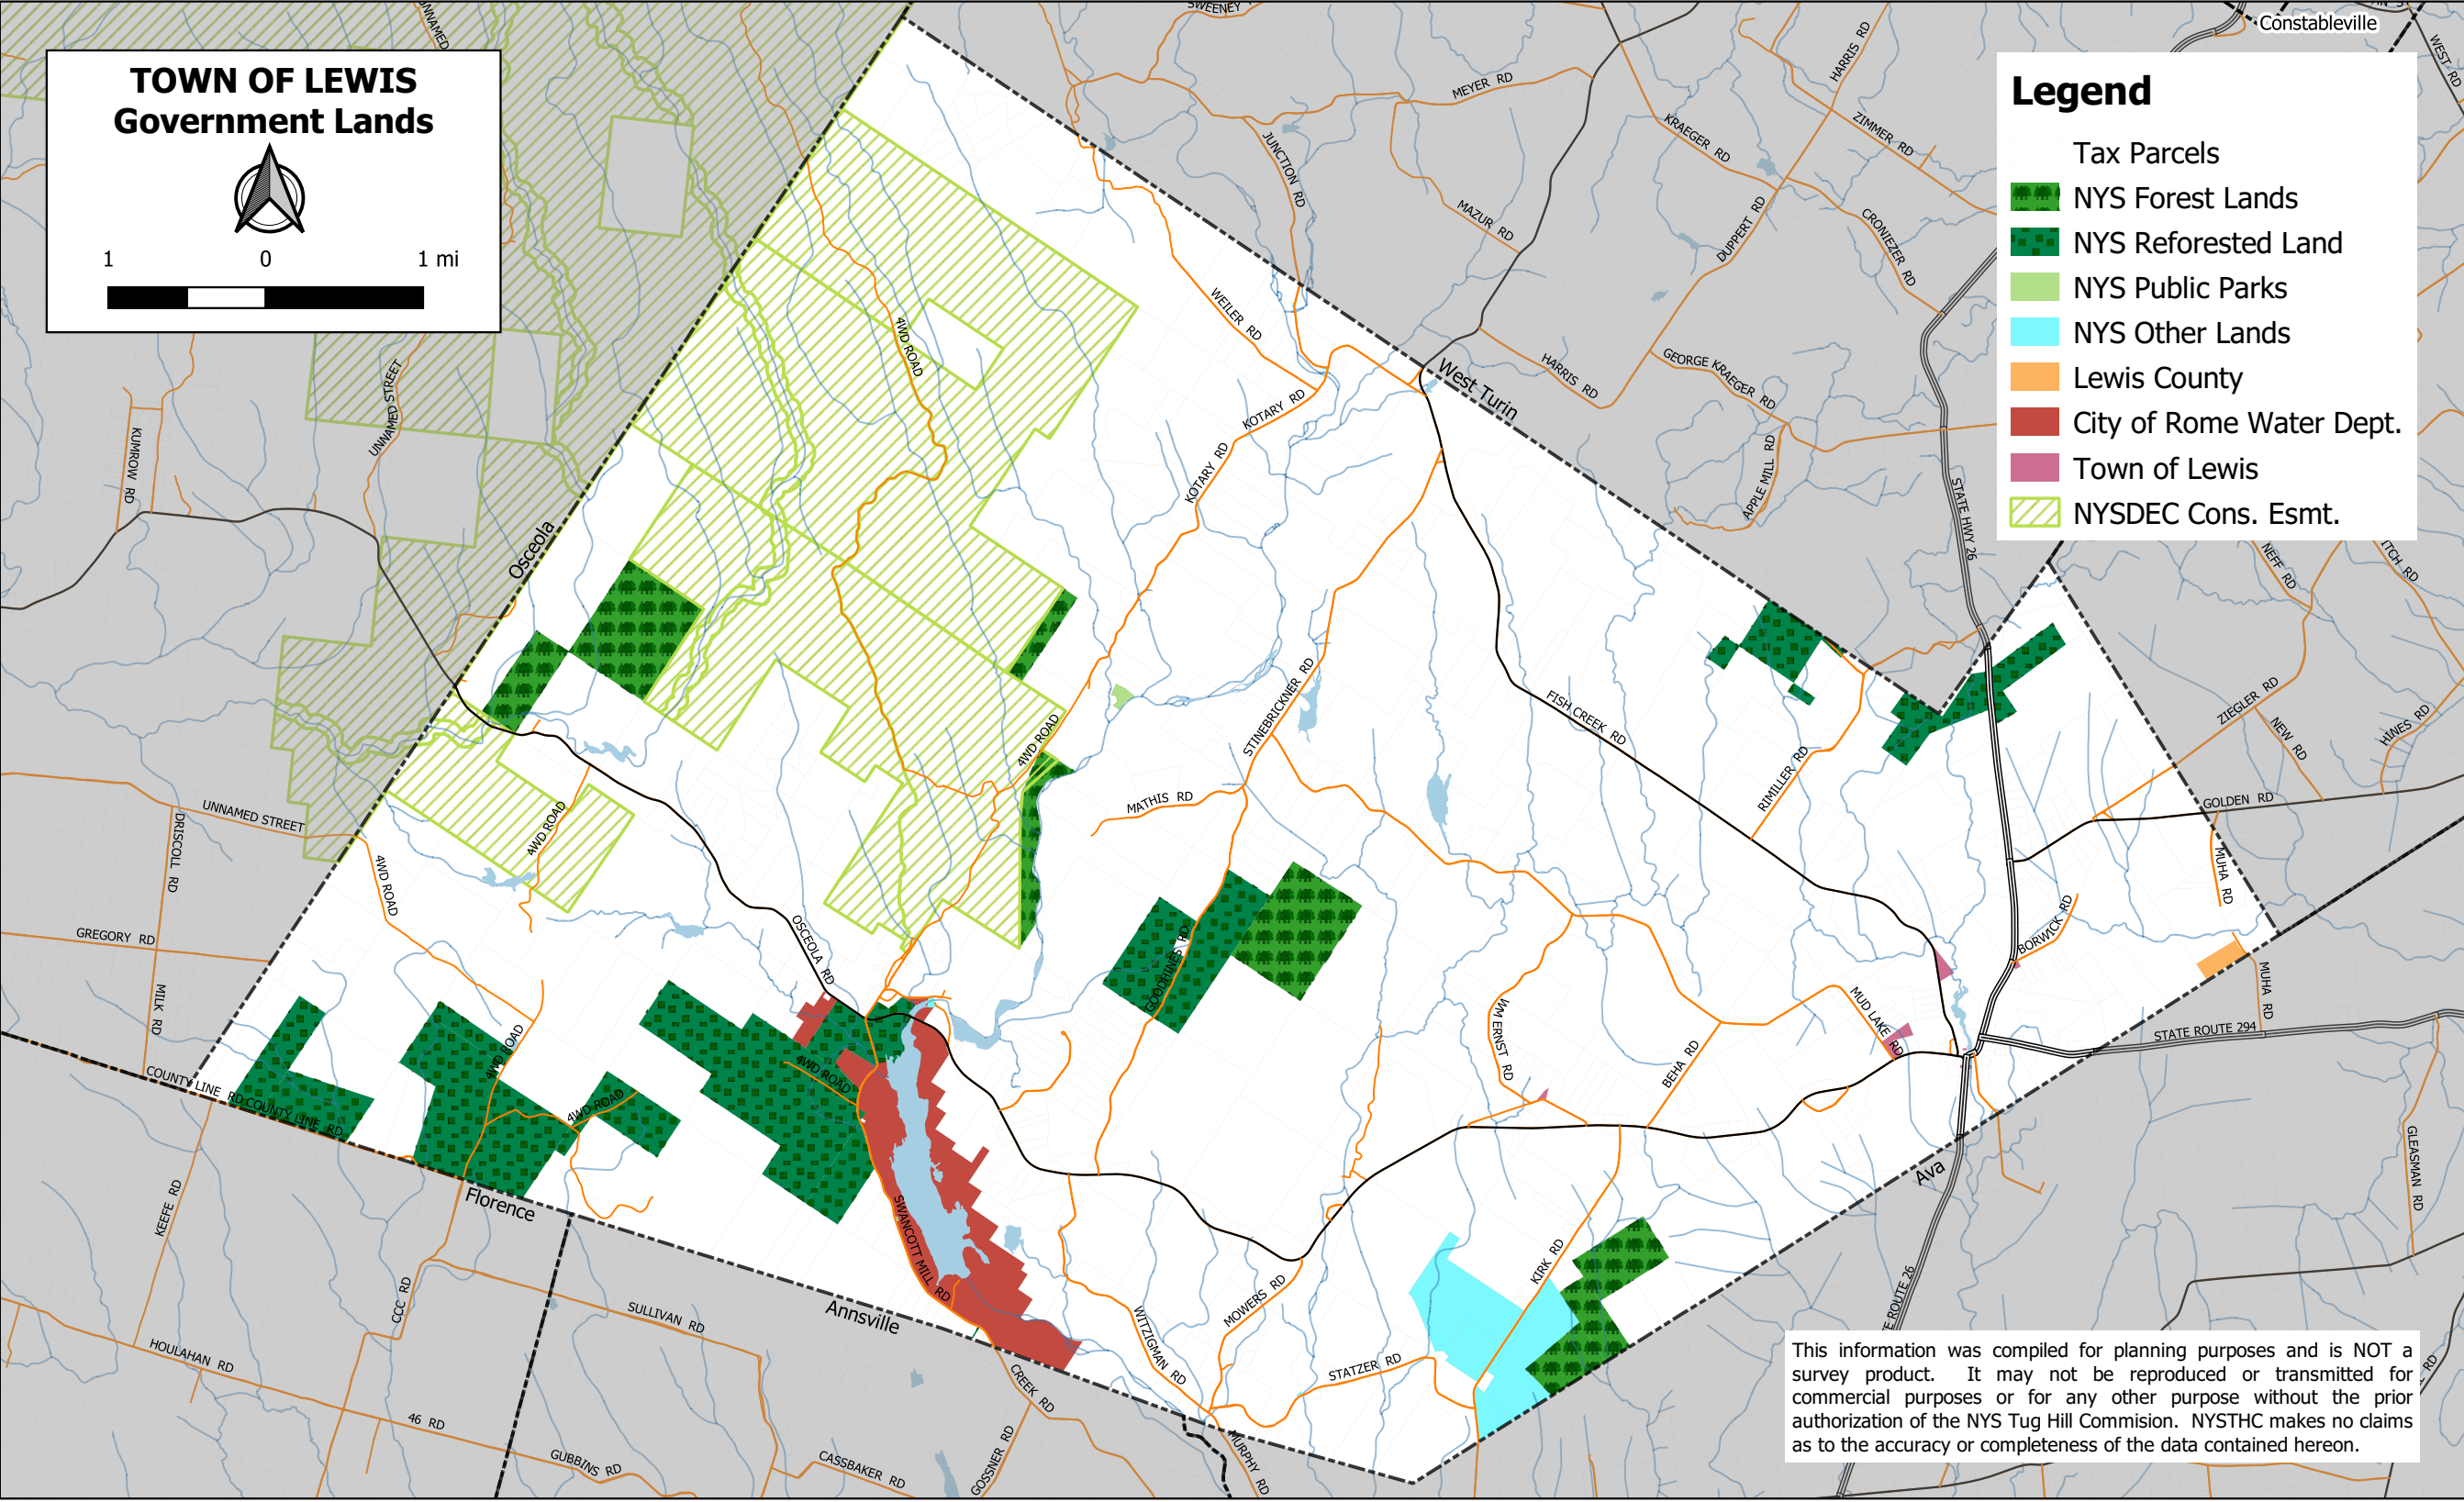 TOWN OF LEWIS
Government Lands
1 0 1 mi
Legend
Tax Parcels
NYS Forest Lands
NYS Reforested Land
NYS Public Parks
NYS Other Lands
Lewis County
City of Rome Water Dept.
Town of Lewis
NYSDEC Cons. Esmt.
Constableville
UNNAMED
SWEENEY
MEYER RD
HARRIS RD
WEST RD
KRAEGER RD
ZIMMER RD
JUNCTION RD
MAZUR RD
DUPPERT RD
CRONIEZER RD
WEILER RD
4WD ROAD
UNNAMED STREET
KUMROW RD
West Turin
HARRIS RD
GEORGE KRAEGER RD
KOTARY RD
KOTARY RD
APPLE MILL RD
STATE HWY 26
Osceola
NEFF RD
ITCH RD
STINEBRICKNER RD
FISH CREEK RD
ZIEGLER RD
NEW RD
HINES RD
4WD ROAD
RIMILLER RD
MATHIS RD
GOLDEN RD
UNNAMED STREET
DRISCOLL RD
4WD ROAD
4WD ROAD
MUHA RD
GREGORY RD
OSCEOLA RD
GOODHINES RD
BORWICK RD
MILK RD
MUD LAKE RD
MUHA RD
WM ERNST RD
STATE ROUTE 294
4WD ROAD
4WD ROAD
BEHA RD
COUNTY LINE RD
COUNTY LINE RD
4WD ROAD
GLEASMAN RD
Ava
KEEFE RD
Florence
SWANCOTT MILL RD
KIRK RD
CCC RD
SULLIVAN RD
Annsville
MOWERS RD
WITZIGMAN RD
TE ROUTE 26
HOULAHAN RD
STATZER RD
CREEK RD
RD
46 RD
GUBBINS RD
CASSBAKER RD
GOSSNER RD
MURPHY RD
This information was compiled for planning purposes and is NOT a
survey product. It may not be reproduced or transmitted for
commercial purposes or for any other purpose without the prior
authorization of the NYS Tug Hill Commision. NYSTHC makes no claims
as to the accuracy or completeness of the data contained hereon.